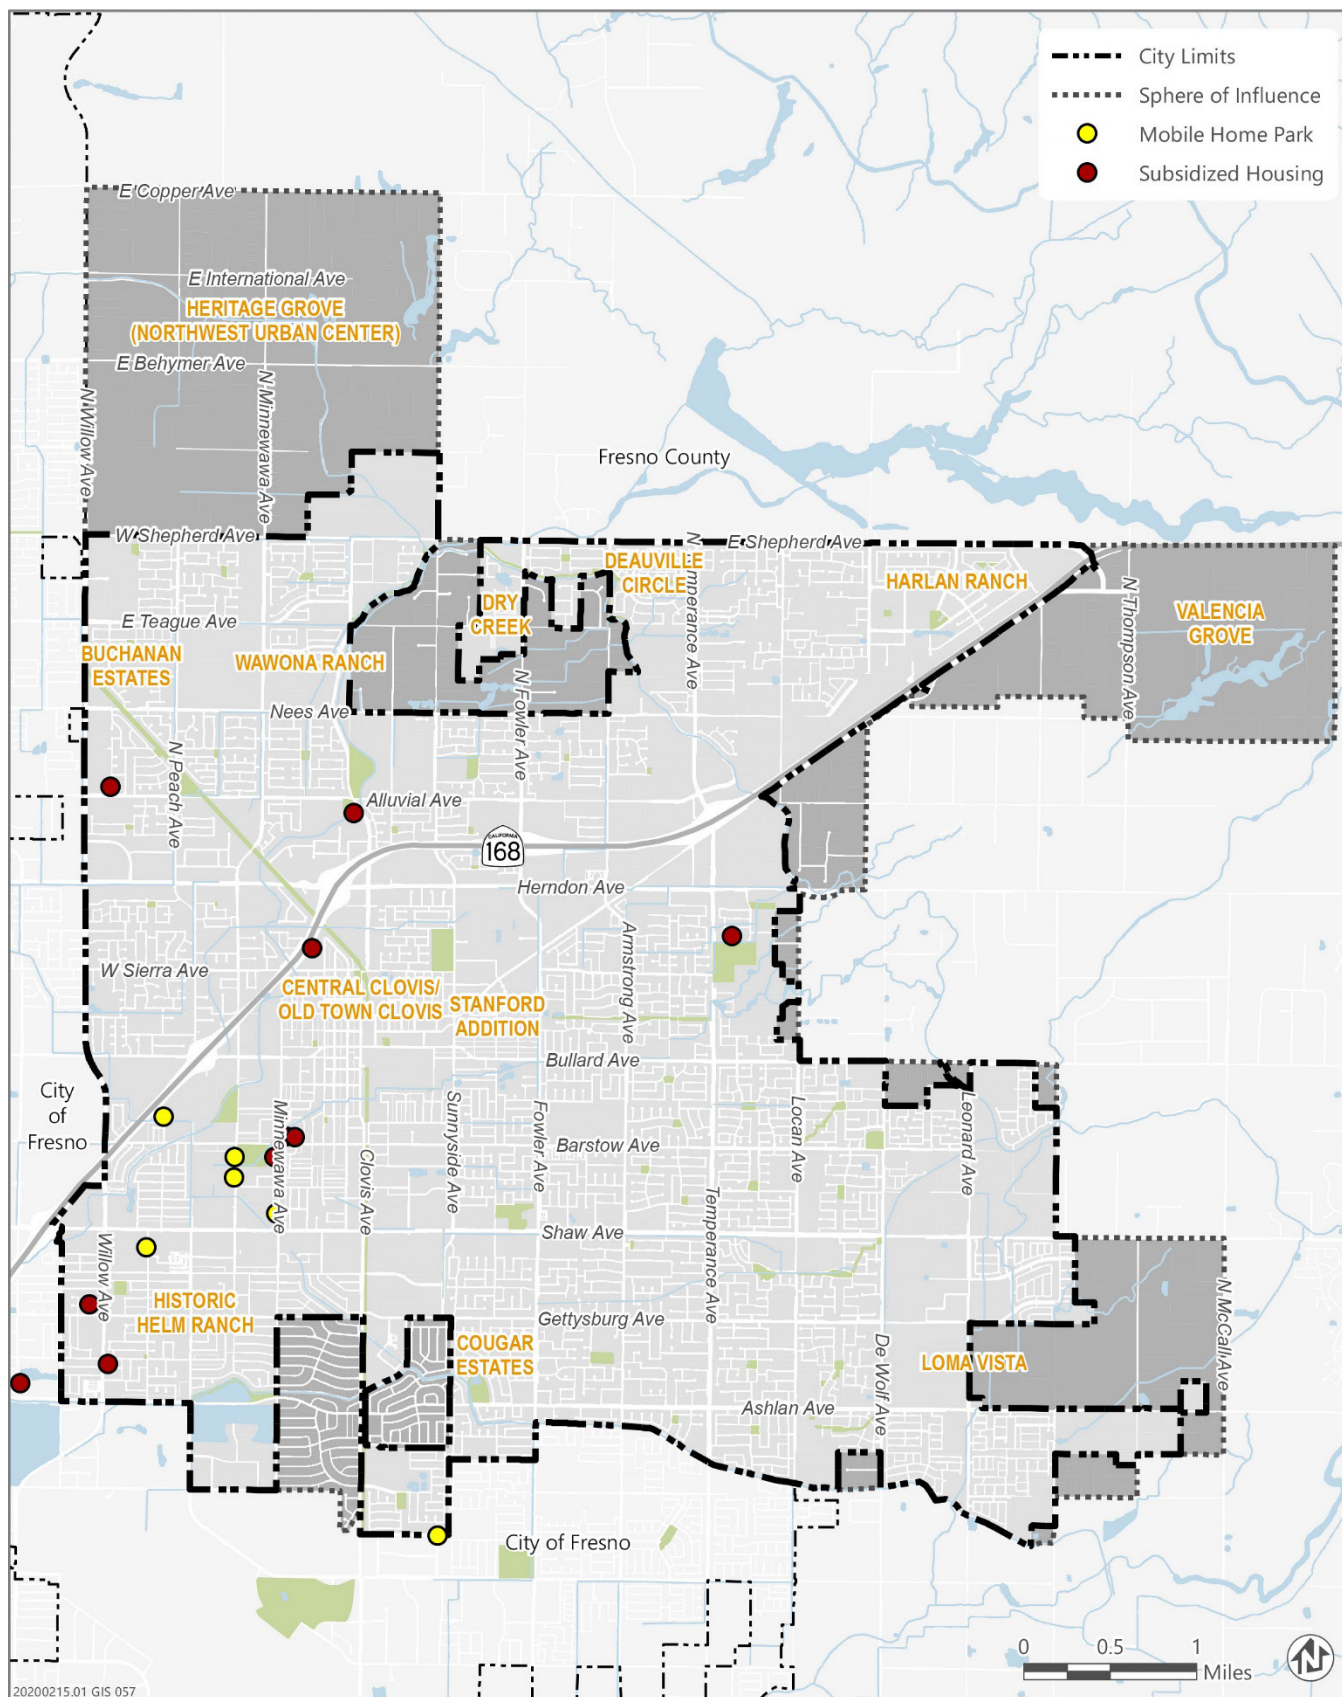 City Limits
Sphere of Influence
Mobile Home Park
Subsidized Housing
E Copper Ave
E International Ave
HERITAGE GROVE
(NORTHWEST URBAN CENTER)
E Behymer Ave
N Willow Ave
N Minnewawa Ave
Fresno County
W Shepherd Ave
N Temperance Ave
E Shepherd Ave
DEAUVILLE
CIRCLE
HARLAN RANCH
N Thompson Ave
VALENCIA
GROVE
DRY
CREEK
E Teague Ave
BUCHANAN
ESTATES
WAWONA RANCH
Nees Ave
N Fowler Ave
N Peach Ave
Alluvial Ave
CALIFORNIA
168
Herndon Ave
Armstrong Ave
W Sierra Ave
CENTRAL CLOVIS/
OLD TOWN CLOVIS
STANFORD
ADDITION
Bullard Ave
City
of
Fresno
Minnewawa Ave
Clovis Ave
Sunnyside Ave
Fowler Ave
Barstow Ave
Locan Ave
Leonard Ave
Temperance Ave
Shaw Ave
Willow Ave
HISTORIC
HELM RANCH
Gettysburg Ave
COUGAR
ESTATES
De Wolf Ave
LOMA VISTA
N McCall Ave
Ashlan Ave
City of Fresno
0 0.5 1
Miles
N
20200215.01 GIS 057